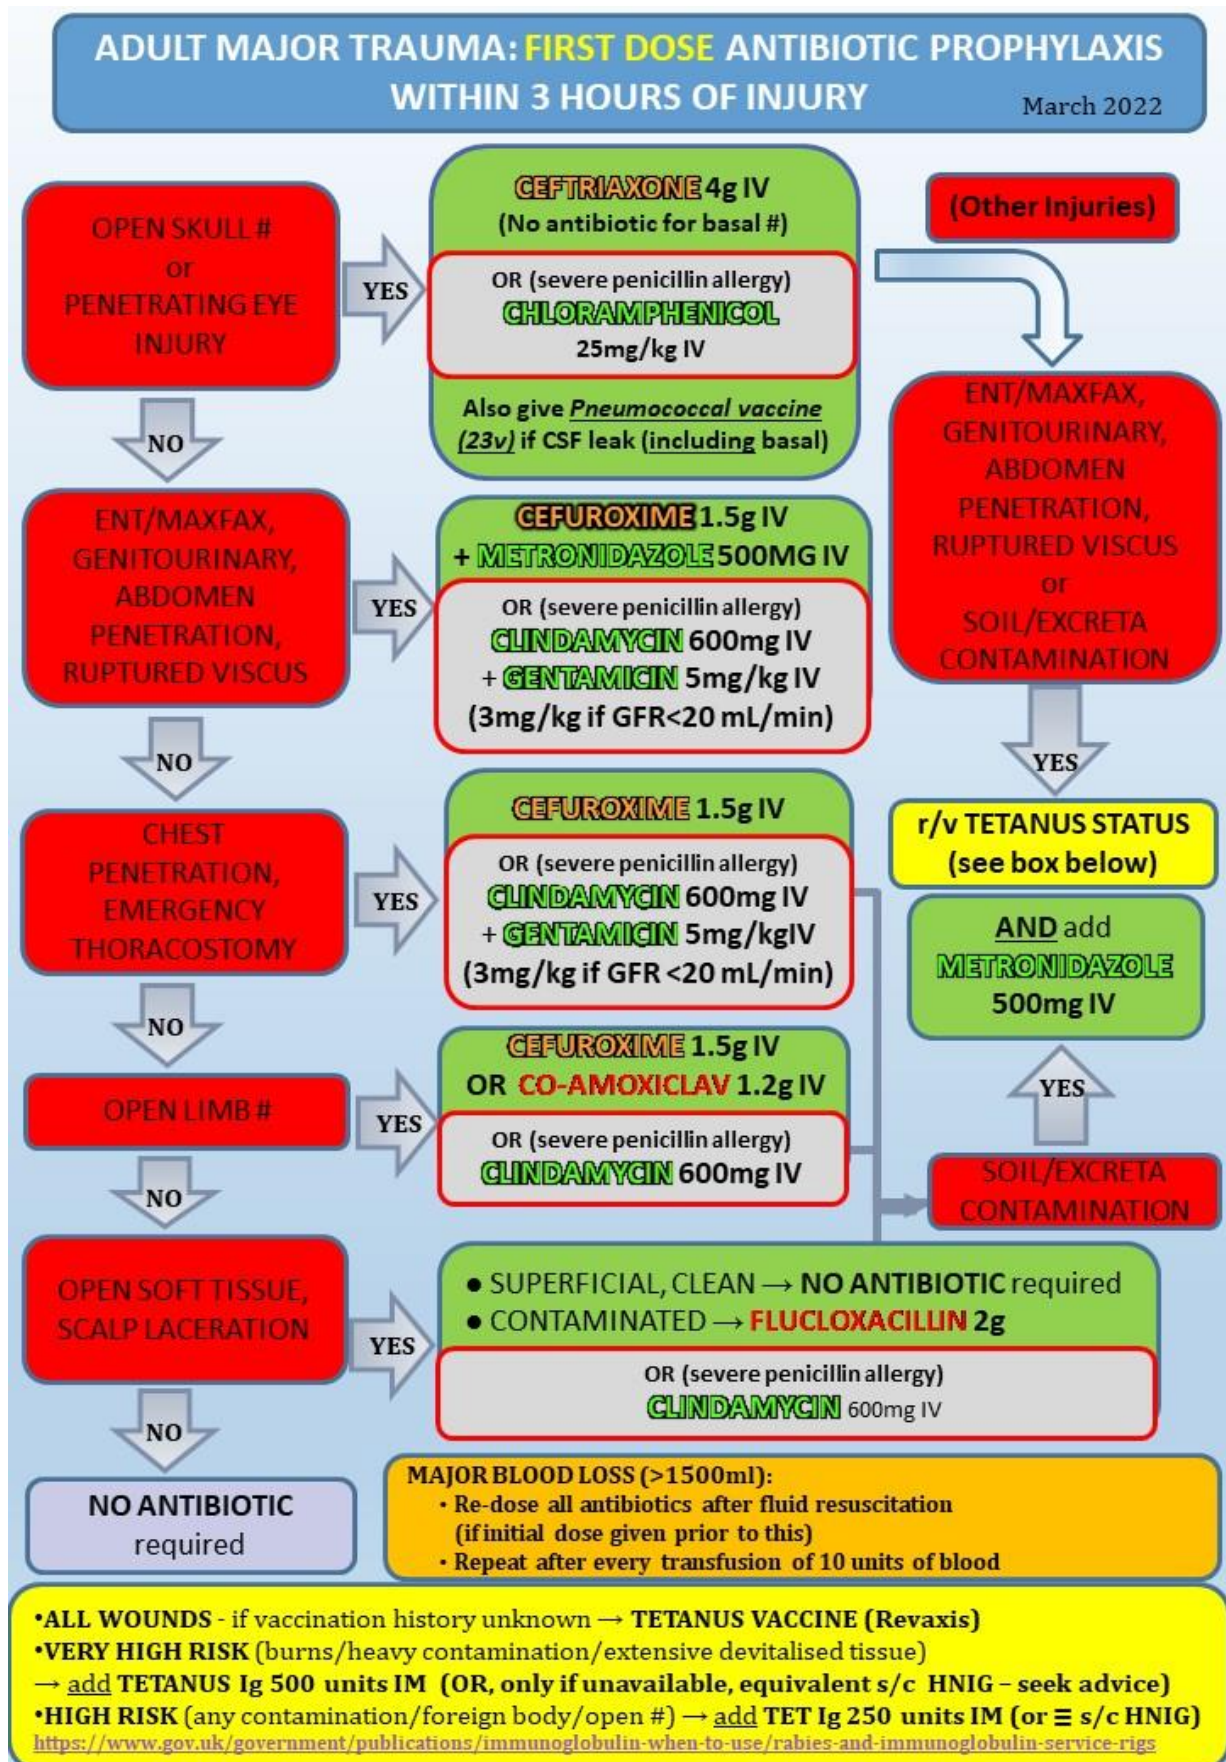 ADULT MAJOR TRAUMA: FIRST DOSE ANTIBIOTIC PROPHYLAXIS
WITHIN 3 HOURS OF INJURY
March 2022
OPEN SKULL #
or
PENETRATING EYE
INJURY
YES
CEFTRIAXONE 4g IV
(No antibiotic for basal #)
OR (severe penicillin allergy)
CHLORAMPHENICOL
25mg/kg IV
Also give Pneumococcal vaccine
(23v) if CSF leak (including basal)
NO
ENT/MAXFAX,
GENITOURINARY,
ABDOMEN
PENETRATION,
RUPTURED VISCUS
YES
CEFUROXIME 1.5g IV
+ METRONIDAZOLE 500MG IV
OR (severe penicillin allergy)
CLINDAMYCIN 600mg IV
+ GENTAMICIN 5mg/kg IV
(3mg/kg if GFR<20 mL/min)
NO
CHEST
PENETRATION,
EMERGENCY
THORACOSTOMY
YES
CEFUROXIME 1.5g IV
OR (severe penicillin allergy)
CLINDAMYCIN 600mg IV
+ GENTAMICIN 5mg/kgIV
(3mg/kg if GFR <20 mL/min)
NO
OPEN LIMB #
YES
CEFUROXIME 1.5g IV
OR CO-AMOXICLAV 1.2g IV
OR (severe penicillin allergy)
CLINDAMYCIN 600mg IV
NO
OPEN SOFT TISSUE,
SCALP LACERATION
YES
● SUPERFICIAL, CLEAN → NO ANTIBIOTIC required
● CONTAMINATED → FLUCLOXACILLIN 2g
OR (severe penicillin allergy)
CLINDAMYCIN 600mg IV
NO
NO ANTIBIOTIC
required
(Other Injuries)
ENT/MAXFAX,
GENITOURINARY,
ABDOMEN
PENETRATION,
RUPTURED VISCUS
or
SOIL/EXCRETA
CONTAMINATION
YES
r/v TETANUS STATUS
(see box below)
AND add
METRONIDAZOLE
500mg IV
YES
SOIL/EXCRETA
CONTAMINATION
MAJOR BLOOD LOSS (>1500ml):
• Re-dose all antibiotics after fluid resuscitation
(if initial dose given prior to this)
• Repeat after every transfusion of 10 units of blood
•ALL WOUNDS - if vaccination history unknown → TETANUS VACCINE (Revaxis)
•VERY HIGH RISK (burns/heavy contamination/extensive devitalised tissue)
→ add TETANUS Ig 500 units IM (OR, only if unavailable, equivalent s/c HNIG – seek advice)
•HIGH RISK (any contamination/foreign body/open #) → add TET Ig 250 units IM (or ≡ s/c HNIG)
https://www.gov.uk/government/publications/immunoglobulin-when-to-use/rabies-and-immunoglobulin-service-rigs